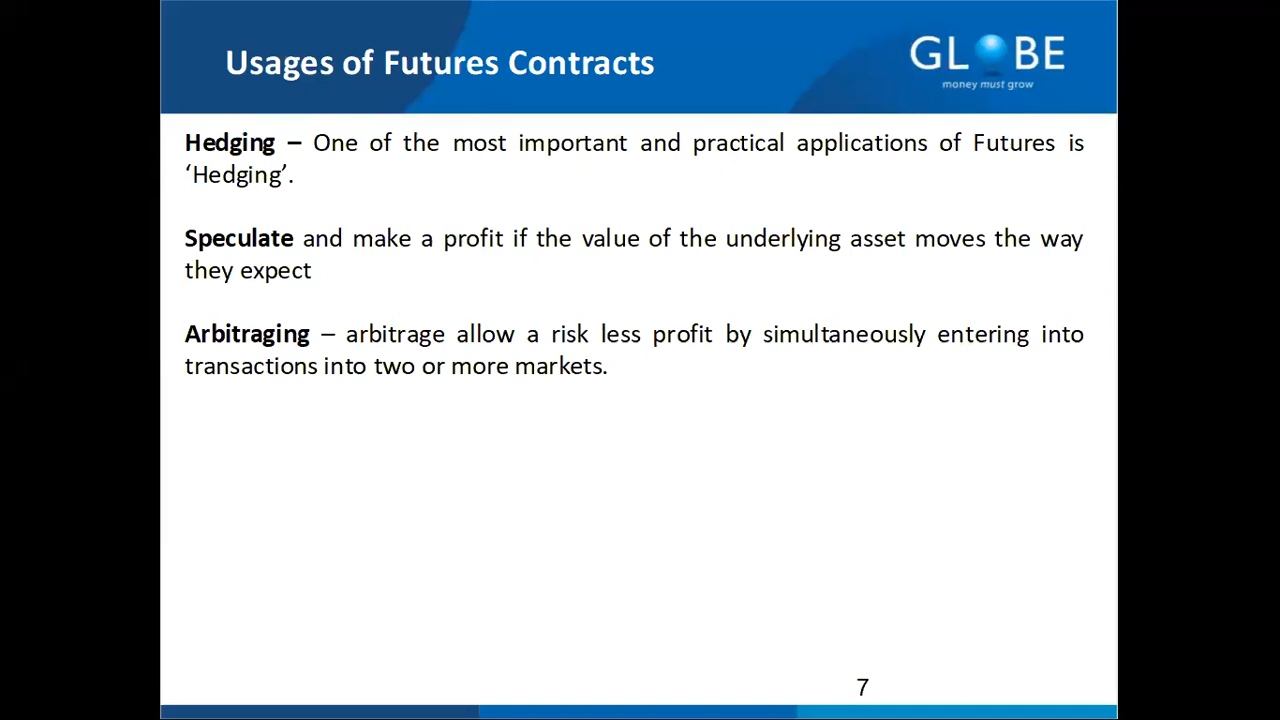 Usages of Futures Contracts
GLOBE
money must grow
Hedging – One of the most important and practical applications of Futures is
‘Hedging’.
Speculate and make a profit if the value of the underlying asset moves the way
they expect
Arbitraging – arbitrage allow a risk less profit by simultaneously entering into
transactions into two or more markets.
7